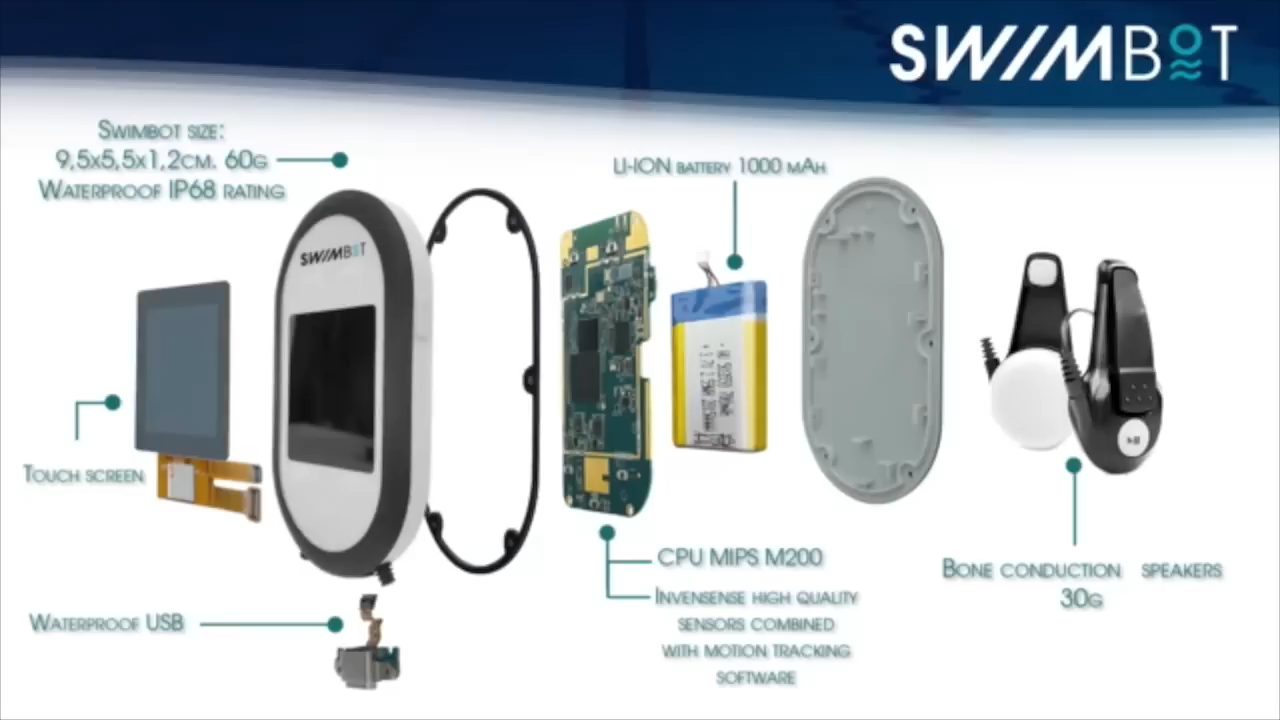 SWIMBOT
SWIMBOT SIZE:
9,5x5,5x1,2CM. 60G
WATERPROOF IP68 RATING
LI-ION BATTERY 1000 MAH
SWIMBOT
TOUCH SCREEN
CPU MIPS M200
INVENSENSE HIGH QUALITY
SENSORS COMBINED
WITH MOTION TRACKING
SOFTWARE
BONE CONDUCTION SPEAKERS
30G
WATERPROOF USB